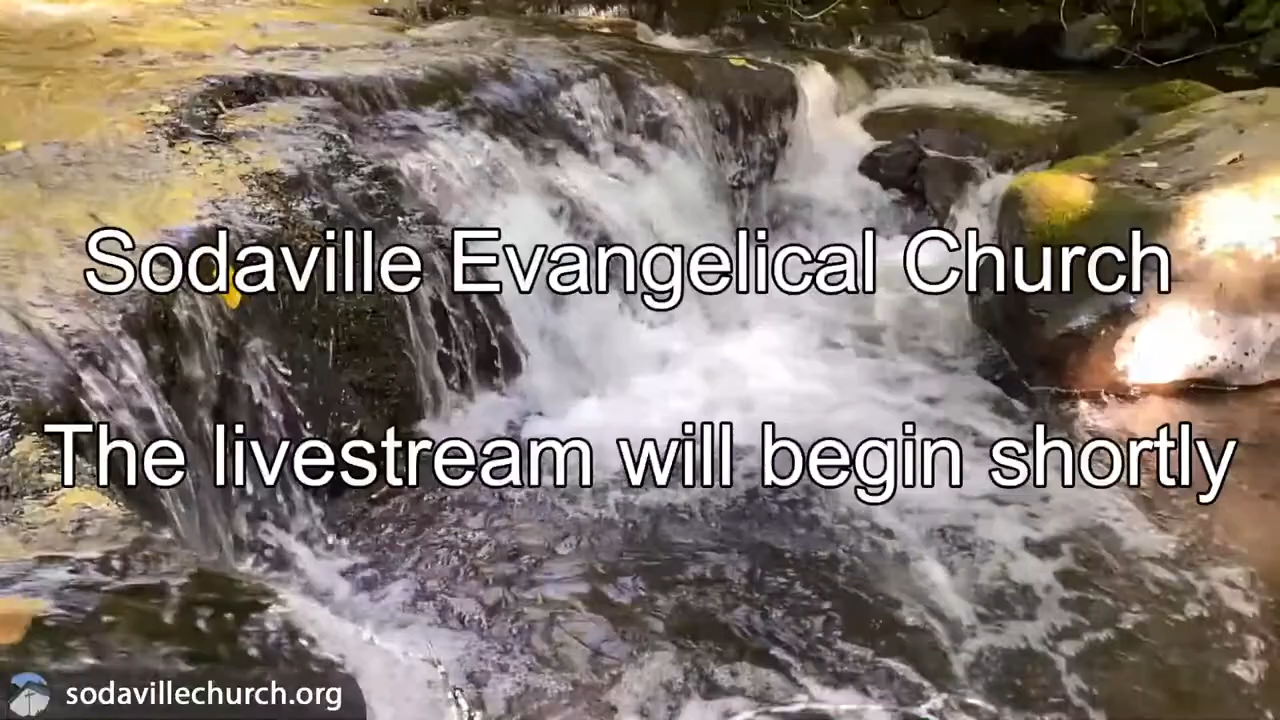 Sodaville Evangelical Church
The livestream will begin shortly
sodavillechurch.org